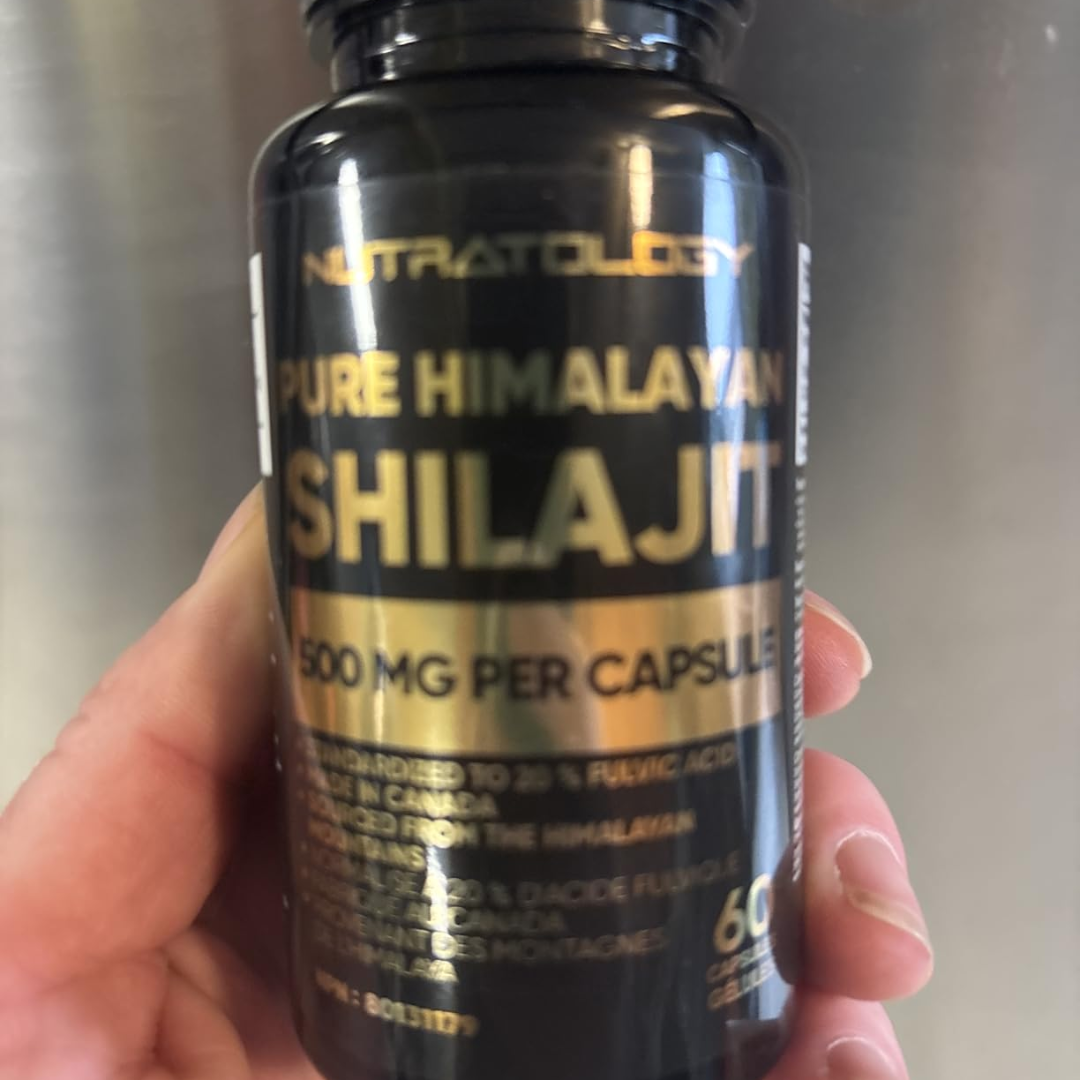 NUTRATOLOGY
PURE HIMALAYAN
SHILAJIT
500 MG PER CAPSULE
STANDARDIZED TO 20 % FULVIC ACID
MADE IN CANADA
SOURCED FROM THE HIMALAYAN
MOUNTAINS
À 20 % D'ACIDE FULVIQUE
AU CANADA
PROVENANT DES MONTAGNES
60
CAPSULES
GÉLULES
NPN :